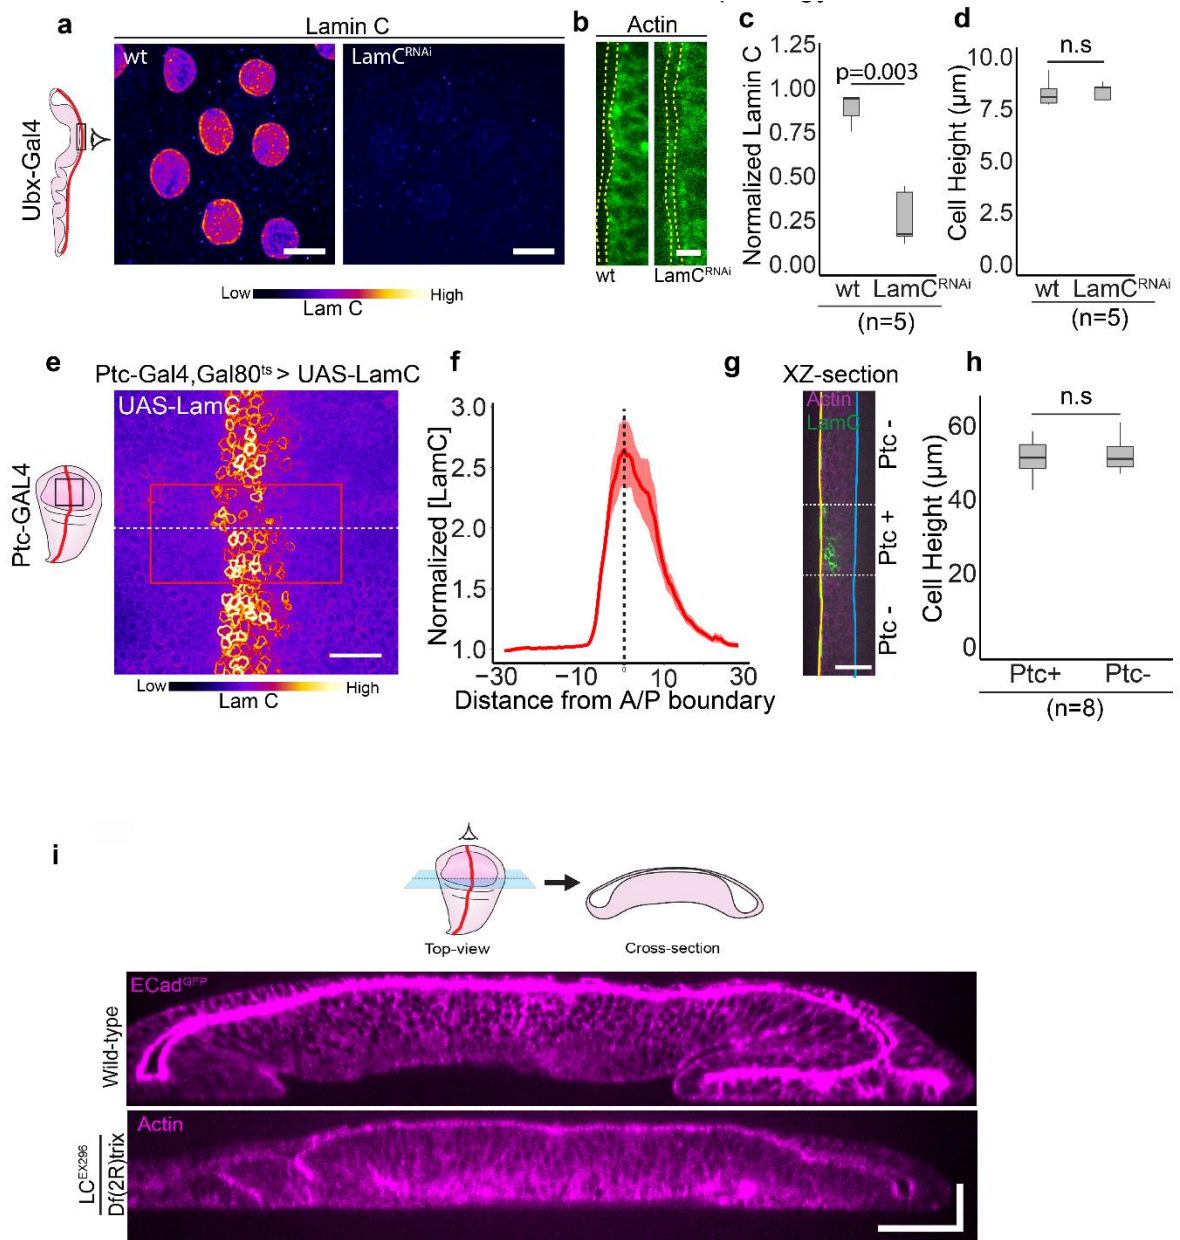 a
Lamin C
wt
LamC^RNAi
Ubx-Gal4
Low
High
Lam C
b
Actin
wt
LamC^RNAi
c
Normalized Lamin C
1.25
1.00
0.75
0.50
0.25
0.00
p=0.003
wt
LamC^RNAi
(n=5)
d
Cell Height (µm)
10.0
7.5
5.0
2.5
0.0
n.s
wt
LamC^RNAi
(n=5)
e
Ptc-Gal4,Gal80^ts > UAS-LamC
UAS-LamC
Ptc-GAL4
Low
High
Lam C
f
Normalized [LamC]
3.0
2.5
2.0
1.5
1.0
−30
−10
0
10
30
Distance from A/P boundary
g
XZ-section
Actin
LamC
Ptc -
Ptc +
Ptc -
h
Cell Height (µm)
60
40
20
0
n.s
Ptc+
Ptc-
(n=8)
i
Top-view
Cross-section
Wild-type
ECad^GFP
LC^EX296
Df(2R)trix
Actin